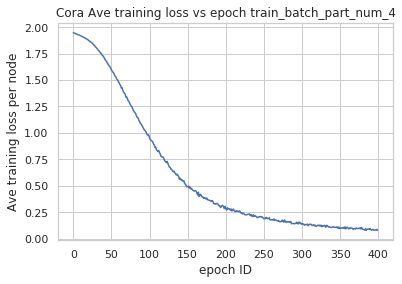 Cora Ave training loss vs epoch train_batch_part_num_4
2.00
1.75
1.50
1.25
1.00
0.75
0.50
0.25
0.00
Ave training loss per node
0 50 100 150 200 250 300 350 400
epoch ID